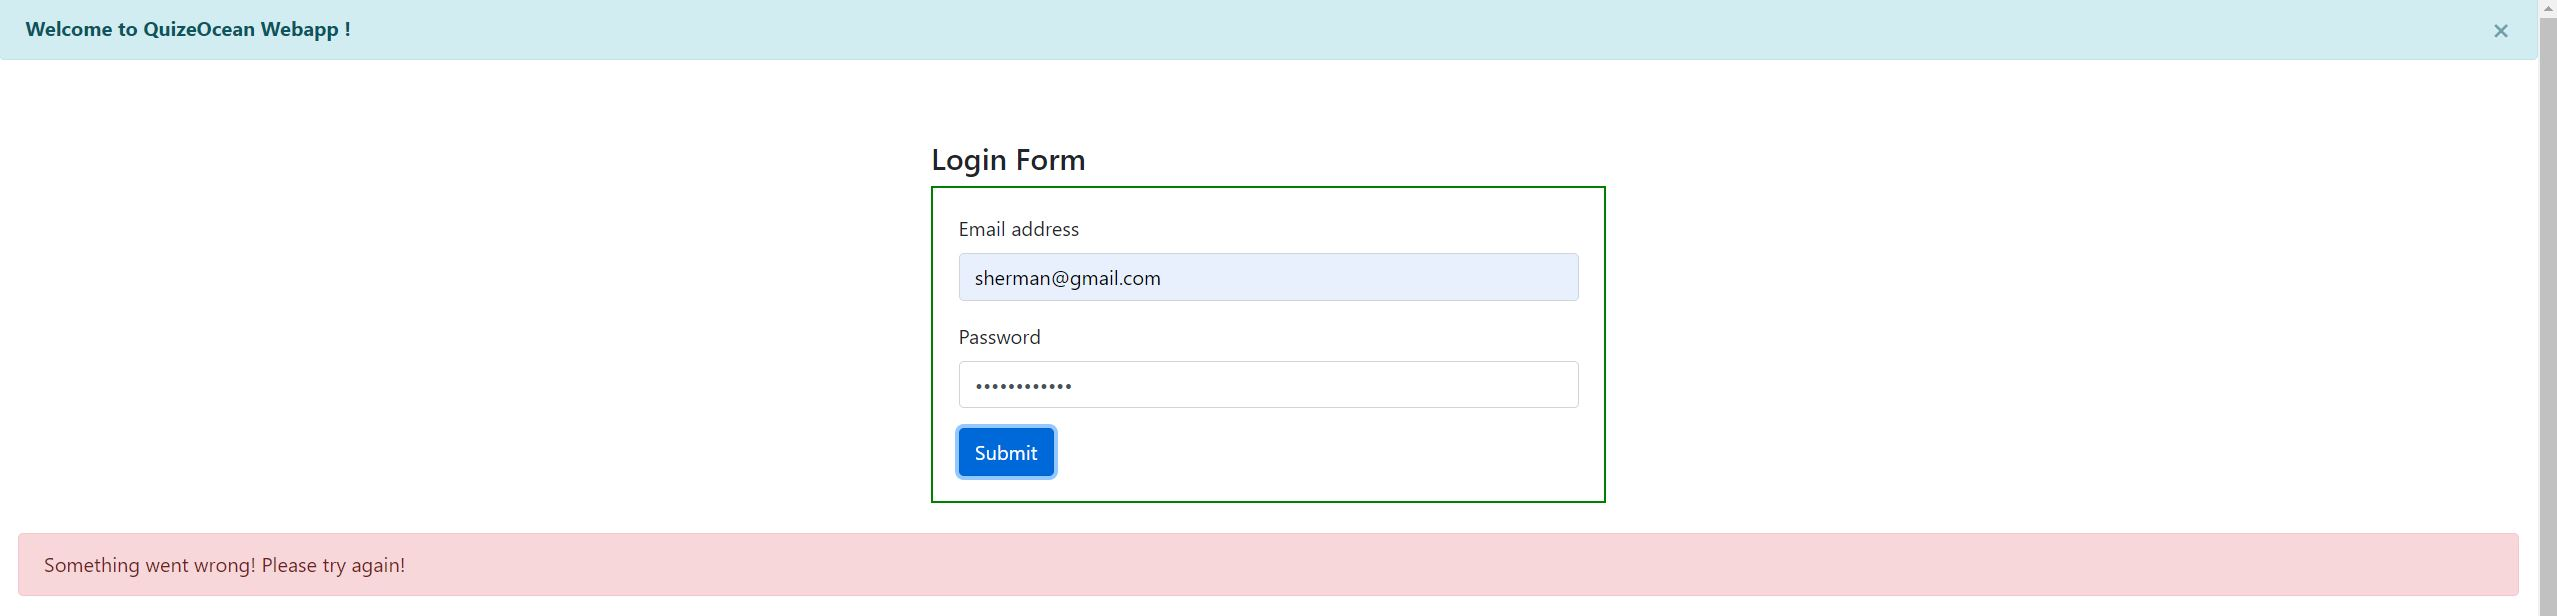 Welcome to QuizeOcean Webapp !
×
Login Form
Email address
sherman@gmail.com
Password
••••••••••••
Submit
Something went wrong! Please try again!